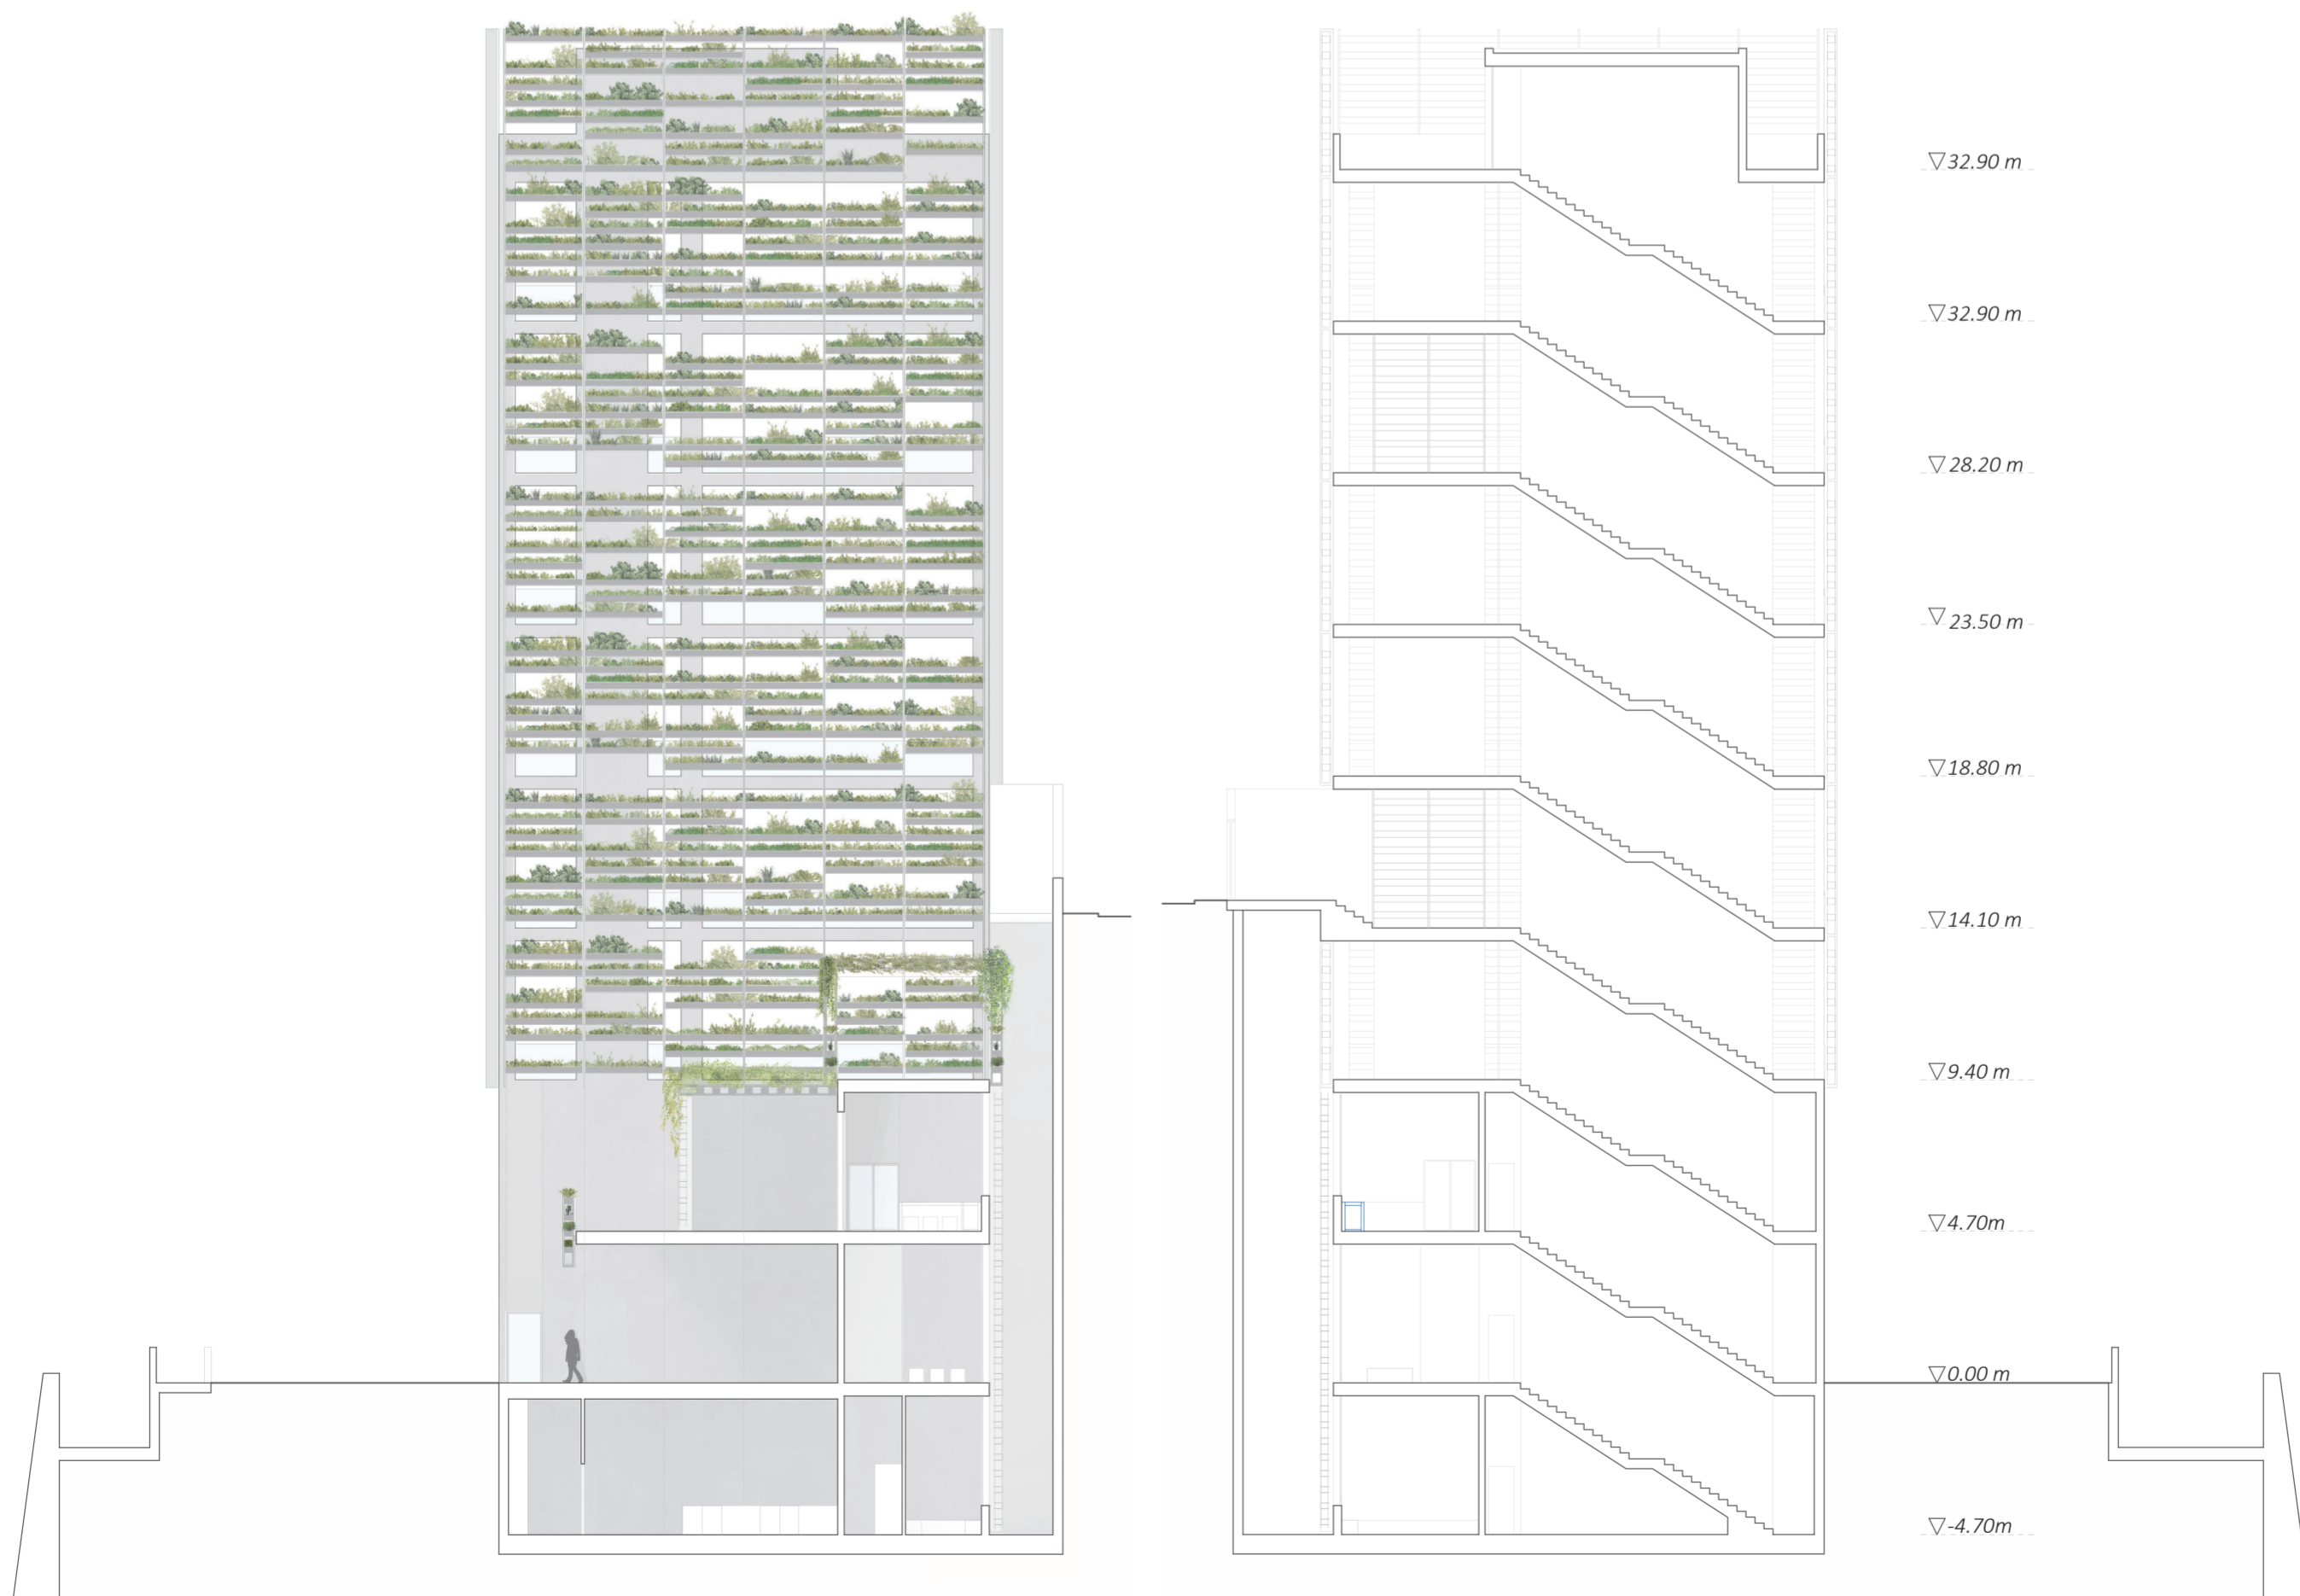 ▽32.90 m
▽32.90 m
▽28.20 m
▽23.50 m
▽18.80 m
▽14.10 m
▽9.40 m
▽4.70m
▽0.00 m
▽-4.70m